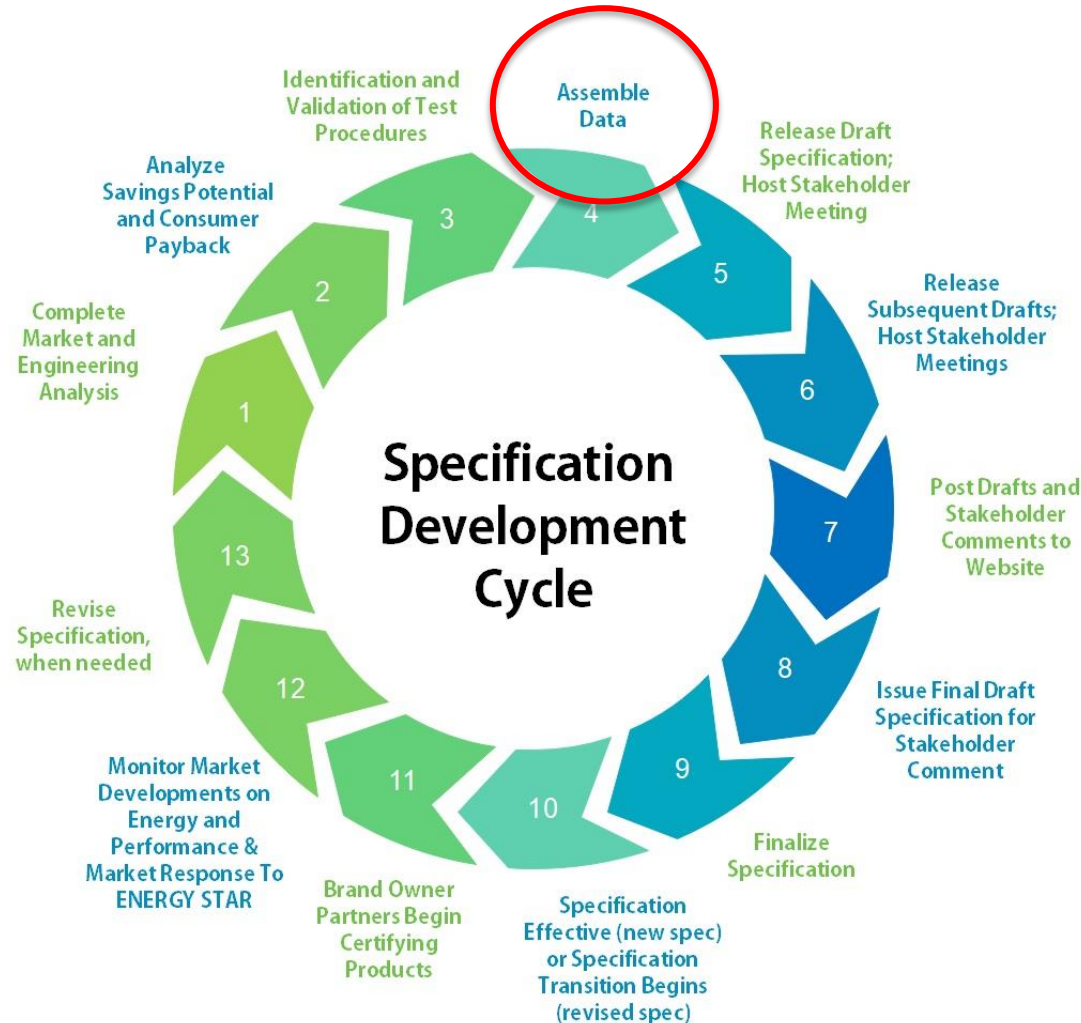 Identification and
Validation of Test
Procedures
Assemble
Data
Release Draft
Specification;
Host Stakeholder
Meeting
Analyze
Savings Potential
and Consumer
Payback
Release
Subsequent Drafts;
Host Stakeholder
Meetings
Complete
Market and
Engineering
Analysis
Post Drafts and
Stakeholder
Comments to
Website
Revise
Specification,
when needed
Issue Final Draft
Specification for
Stakeholder
Comment
Monitor Market
Developments on
Energy and
Performance &
Market Response To
ENERGY STAR
Finalize
Specification
Brand Owner
Partners Begin
Certifying
Products
Specification
Effective (new spec)
or Specification
Transition Begins
(revised spec)
1
2
3
4
5
6
7
8
9
10
11
12
13
Specification
Development
Cycle